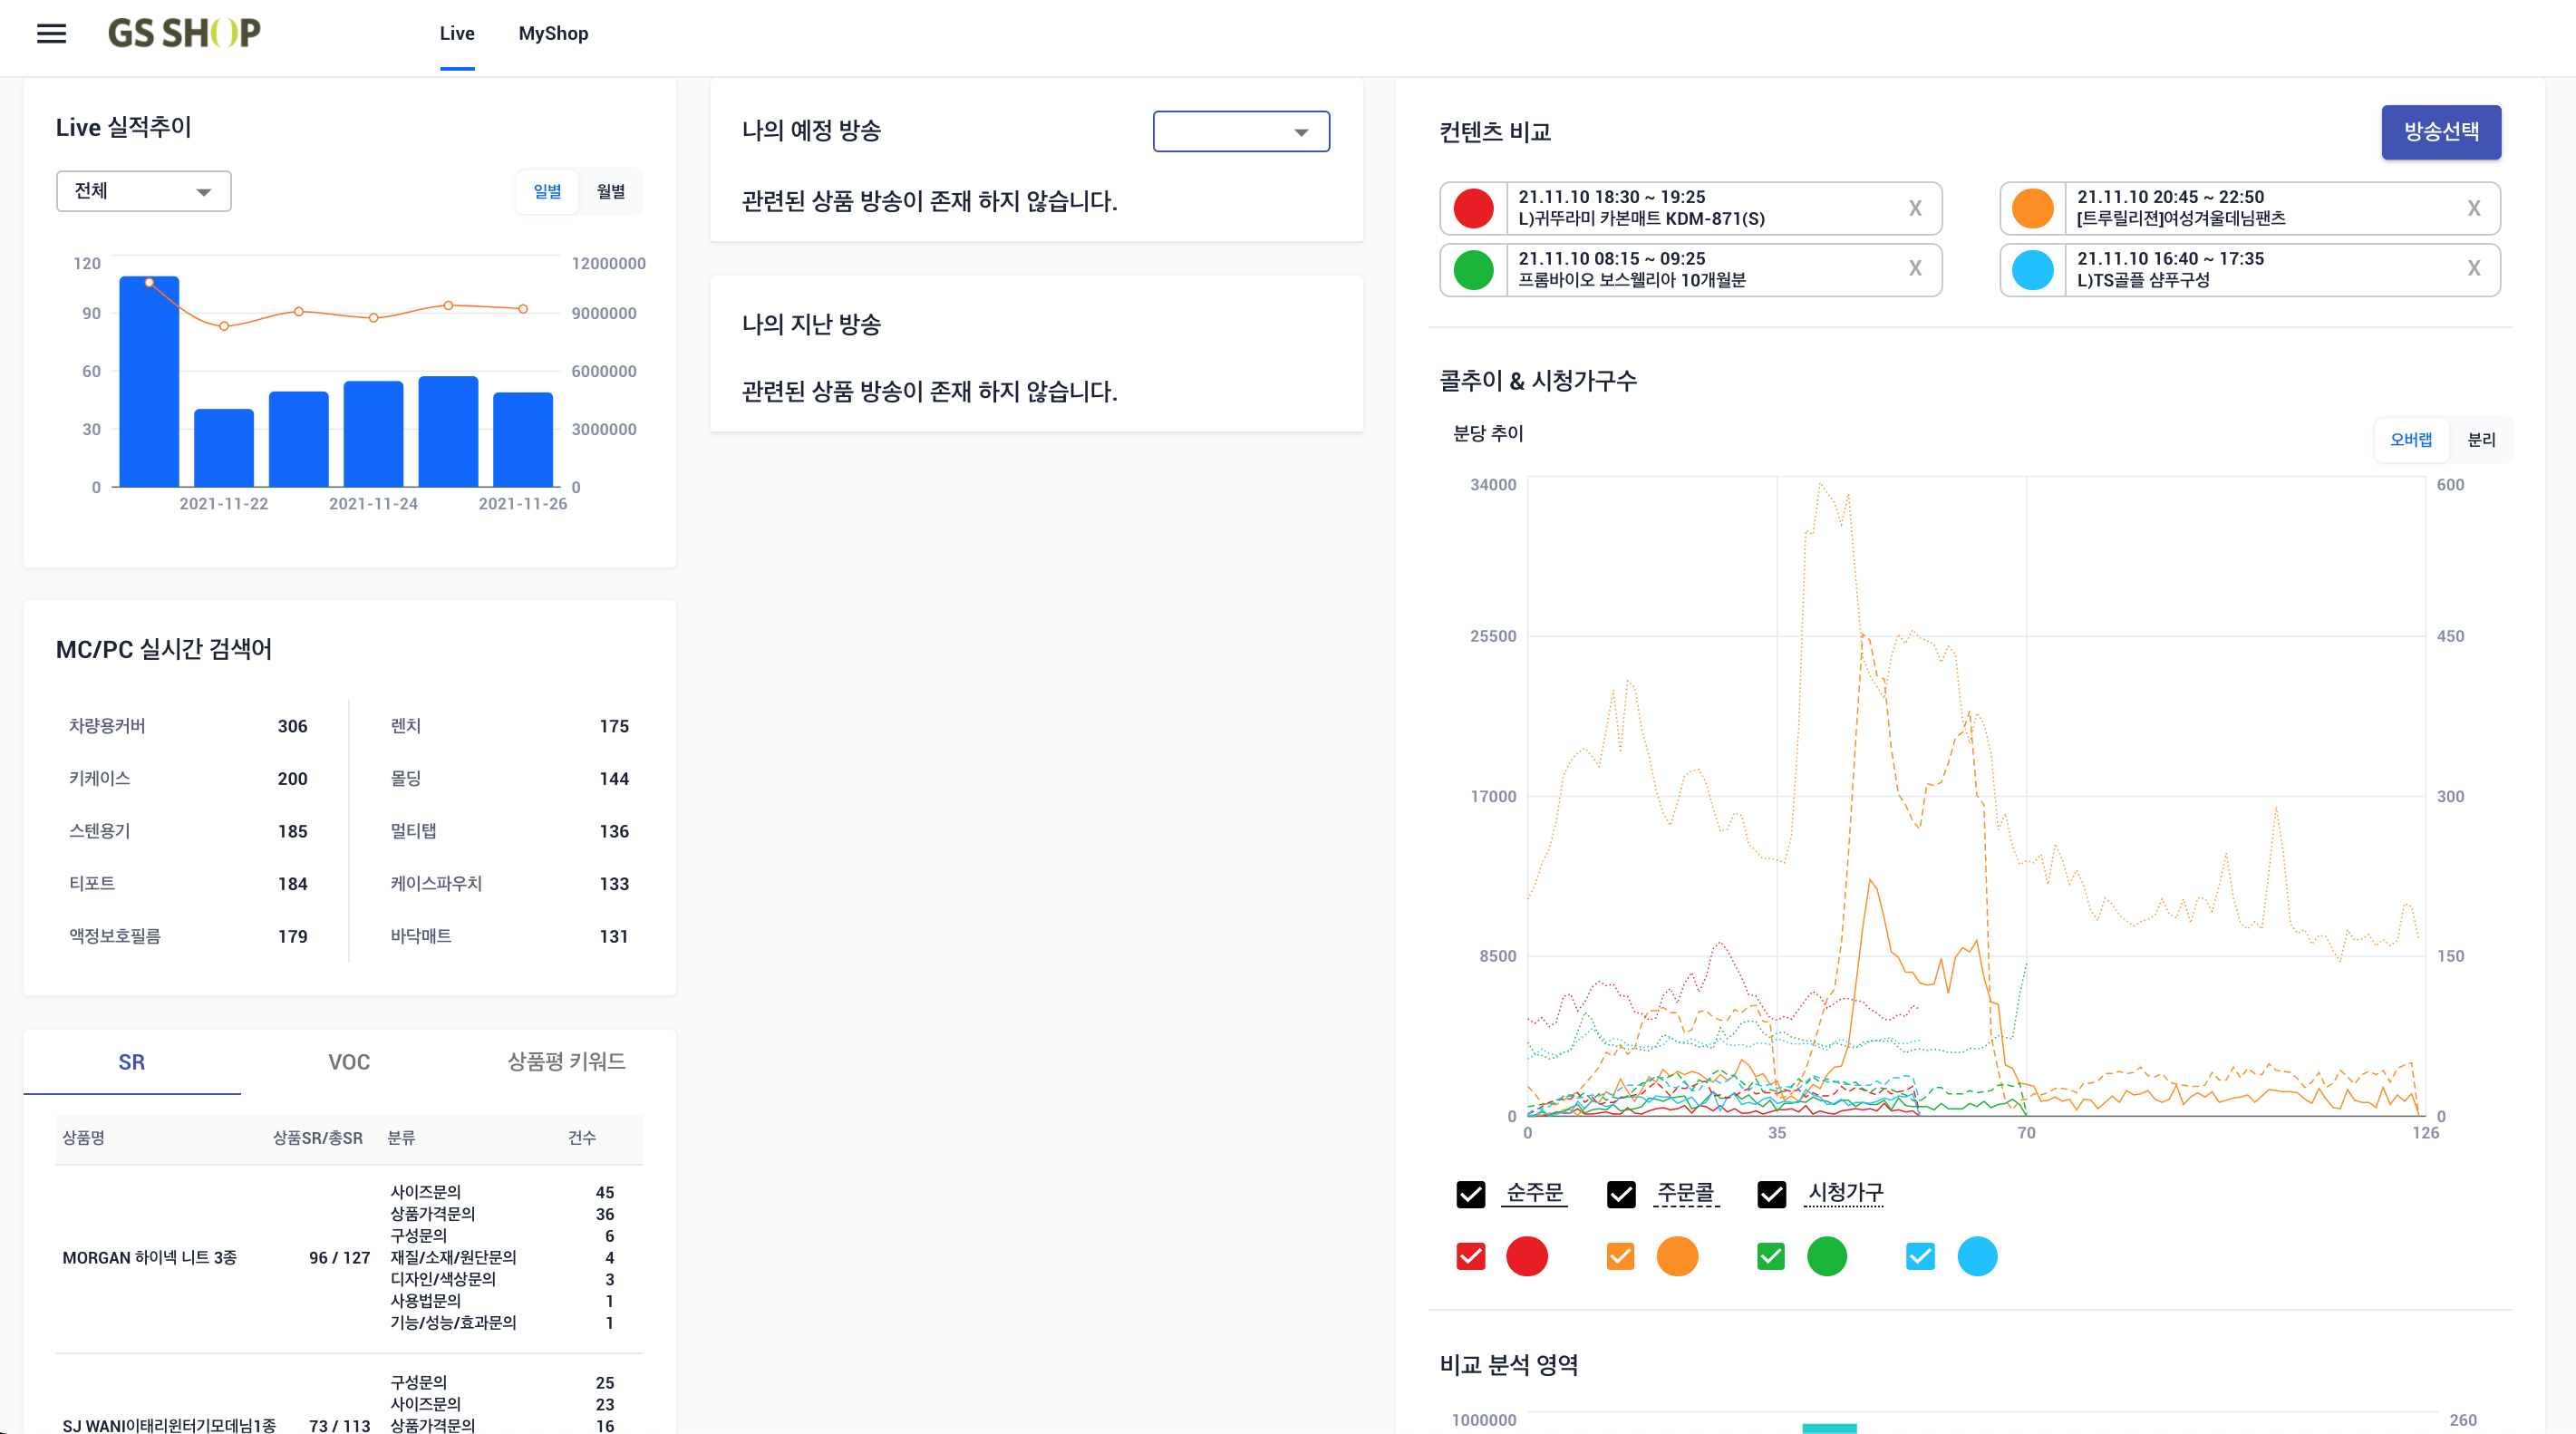 GS SHOP
Live
MyShop
Live 실적추이
전체
일별
월별
120
90
60
30
0
12000000
9000000
6000000
3000000
0
2021-11-22
2021-11-24
2021-11-26
MC/PC 실시간 검색어
차량용커버 306
키케이스 200
스텐용기 185
티포트 184
액정보호필름 179
렌치 175
몰딩 144
멀티탭 136
케이스파우치 133
바닥매트 131
SR
VOC
상품평 키워드
상품명 상품SR/총SR 분류 건수
MORGAN 하이넥 니트 3종 96 / 127
사이즈문의 45
상품가격문의 36
구성문의 6
재질/소재/원단문의 4
디자인/색상문의 3
사용법문의 1
기능/성능/효과문의 1
SJ WANI이태리윈터기모데님1종 73 / 113
구성문의 25
사이즈문의 23
상품가격문의 16
나의 예정 방송
관련된 상품 방송이 존재 하지 않습니다.
나의 지난 방송
관련된 상품 방송이 존재 하지 않습니다.
컨텐츠 비교
방송선택
21.11.10 18:30 ~ 19:25
L)귀뚜라미 카본매트 KDM-871(S)
X
21.11.10 20:45 ~ 22:50
[트루릴리젼]여성겨울데님팬츠
X
21.11.10 08:15 ~ 09:25
프롬바이오 보스웰리아 10개월분
X
21.11.10 16:40 ~ 17:35
L)TS골플 샴푸구성
X
콜추이 & 시청가구수
분당 추이
오버랩
분리
34000
25500
17000
8500
0
600
450
300
150
0
0
35
70
126
순주문
주문콜
시청가구
비교 분석 영역
1000000
260